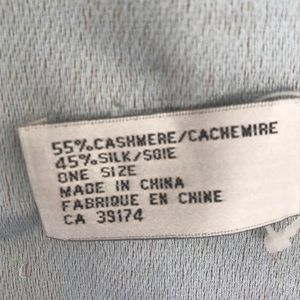 55%CASHMERE/CACHEMIRE
45%SILK/SOIE
ONE SIZE
MADE IN CHINA
FABRIQUE EN CHINE
CA 39174